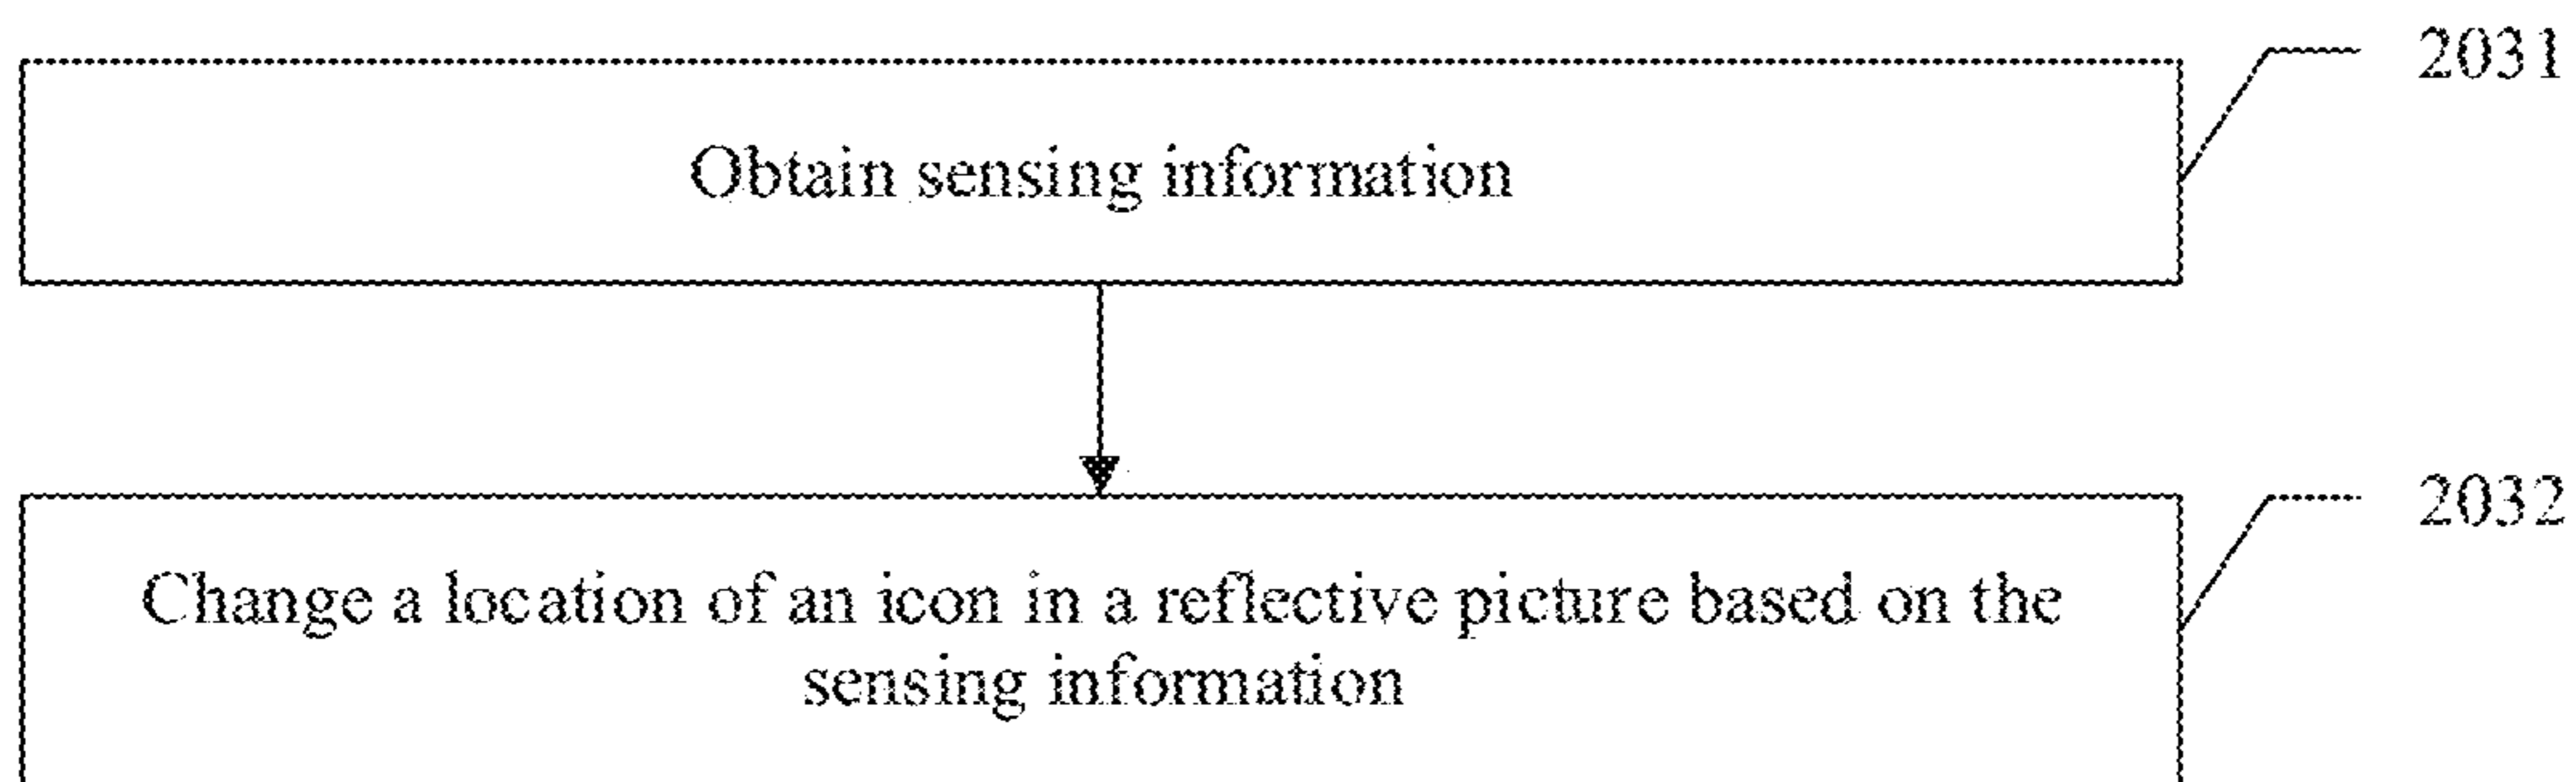 2031
Obtain sensing information
2032
Change a location of an icon in a reflective picture based on the
sensing information